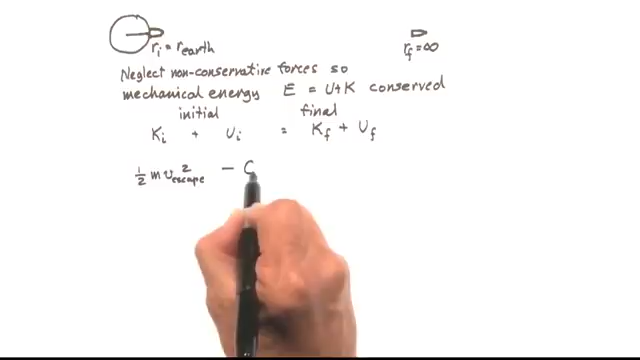 r_i = r_earth
r_f = ∞
Neglect non-conservative forces so
mechanical energy E = U+K conserved
initial final
K_i + U_i = K_f + U_f
½ m v²_escape −